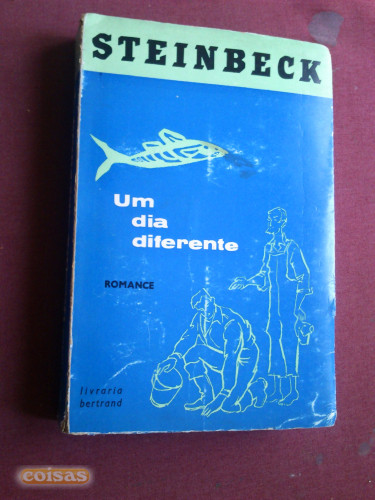 STEINBECK
Um
dia
diferente
ROMANCE
livraria
bertrand
coisas